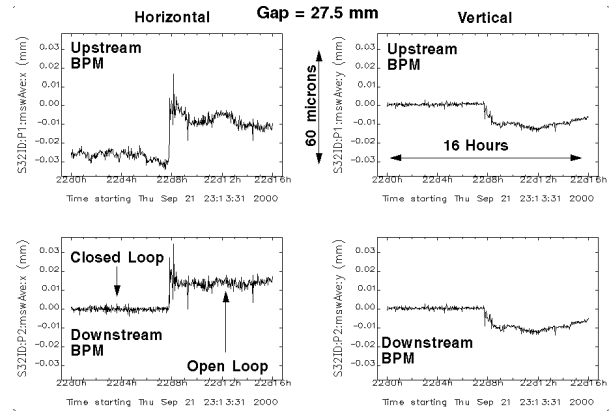 Gap = 27.5 mm
Horizontal
Vertical
S32ID:P1:mswAve:x (mm)
0.03
0.02
0.01
0.00
−0.01
−0.02
−0.03
Upstream
BPM
22d0h 22d4h 22d8h 22d12h 22d16h
Time starting Thu Sep 21 23:13:31 2000
60 microns
S32ID:P1:mswAve:y (mm)
0.03
0.02
0.01
0.00
−0.01
−0.02
−0.03
Upstream
BPM
16 Hours
22d0h 22d4h 22d8h 22d12h 22d16h
Time starting Thu Sep 21 23:13:31 2000
S32ID:P2:mswAve:x (mm)
0.03
0.02
0.01
0.00
−0.01
−0.02
−0.03
Closed Loop
Downstream
BPM
Open Loop
22d0h 22d4h 22d8h 22d12h 22d16h
Time starting Thu Sep 21 23:13:31 2000
S32ID:P2:mswAve:y (mm)
0.03
0.02
0.01
0.00
−0.01
−0.02
−0.03
Downstream
BPM
22d0h 22d4h 22d8h 22d12h 22d16h
Time starting Thu Sep 21 23:13:31 2000